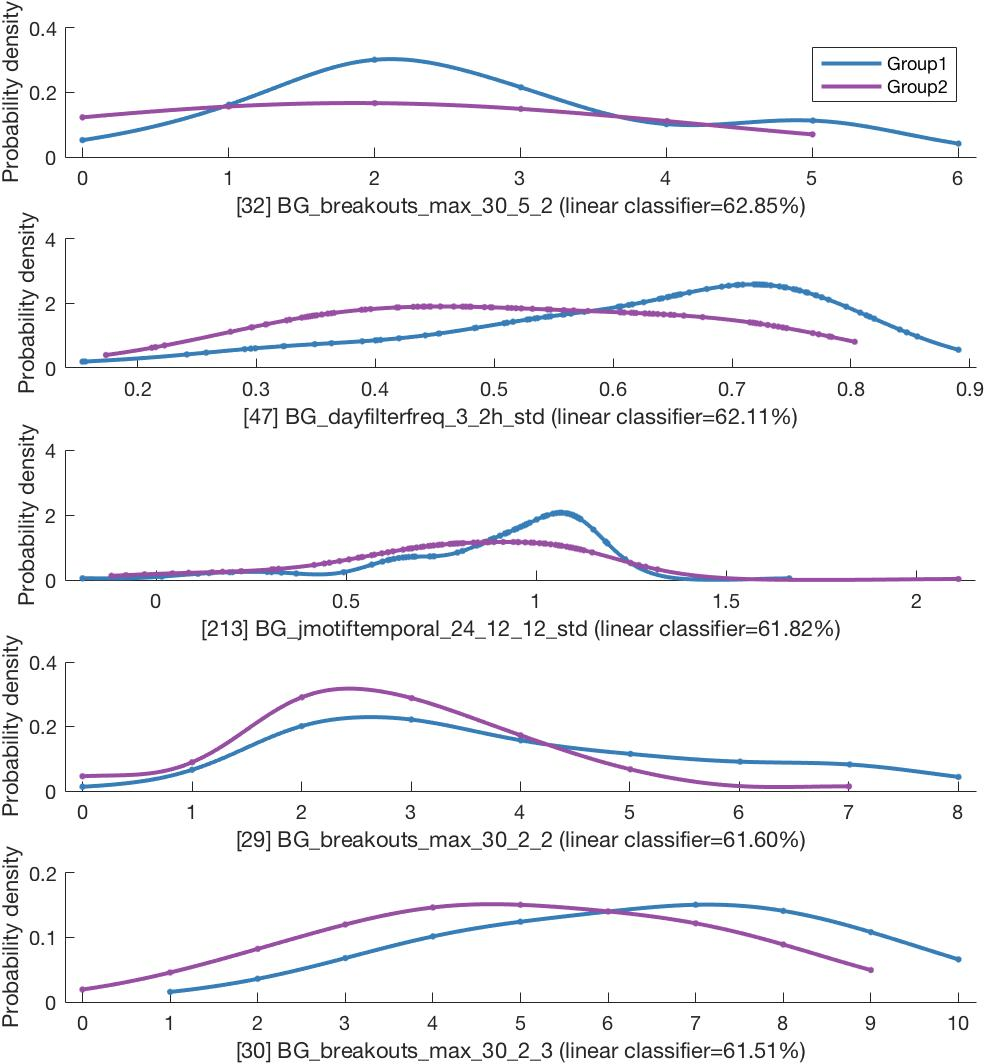 Probability density
0.4
0.2
0
Group1
Group2
0 1 2 3 4 5 6
[32] BG_breakouts_max_30_5_2 (linear classifier=62.85%)
Probability density
4
2
0
0.2 0.3 0.4 0.5 0.6 0.7 0.8 0.9
[47] BG_dayfilterfreq_3_2h_std (linear classifier=62.11%)
Probability density
4
2
0
0 0.5 1 1.5 2
[213] BG_jmotiftemporal_24_12_12_std (linear classifier=61.82%)
Probability density
0.4
0.2
0
0 1 2 3 4 5 6 7 8
[29] BG_breakouts_max_30_2_2 (linear classifier=61.60%)
Probability density
0.2
0.1
0
0 1 2 3 4 5 6 7 8 9 10
[30] BG_breakouts_max_30_2_3 (linear classifier=61.51%)